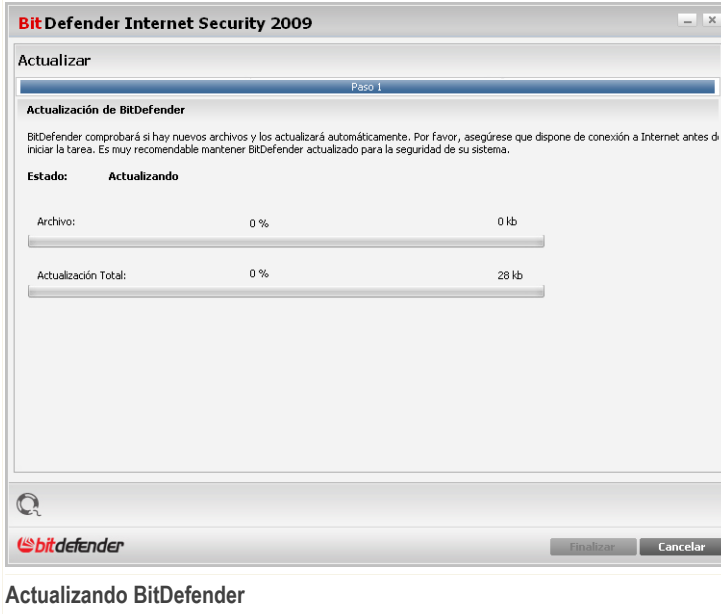 BitDefender Internet Security 2009
Actualizar
Paso 1
Actualización de BitDefender
BitDefender comprobará si hay nuevos archivos y los actualizará automáticamente. Por favor, asegúrese que dispone de conexión a Internet antes d
iniciar la tarea. Es muy recomendable mantener BitDefender actualizado para la seguridad de su sistema.
Estado: Actualizando
Archivo: 0 % 0 kb
Actualización Total: 0 % 28 kb
bitdefender
Finalizar Cancelar
Actualizando BitDefender